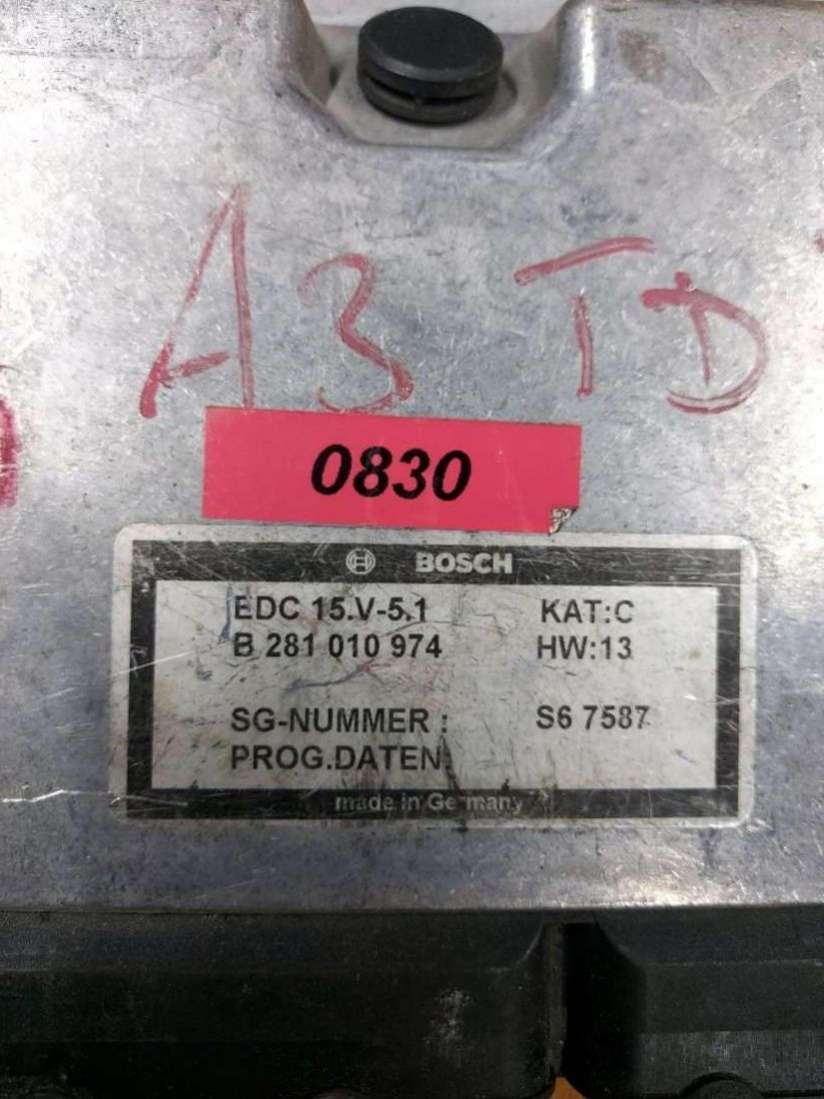 A3 TD
0830
BOSCH
EDC 15.V-5.1 KAT:C
B 281 010 974 HW:13
SG-NUMMER : S6 7587
PROG.DATEN:
made in Germany